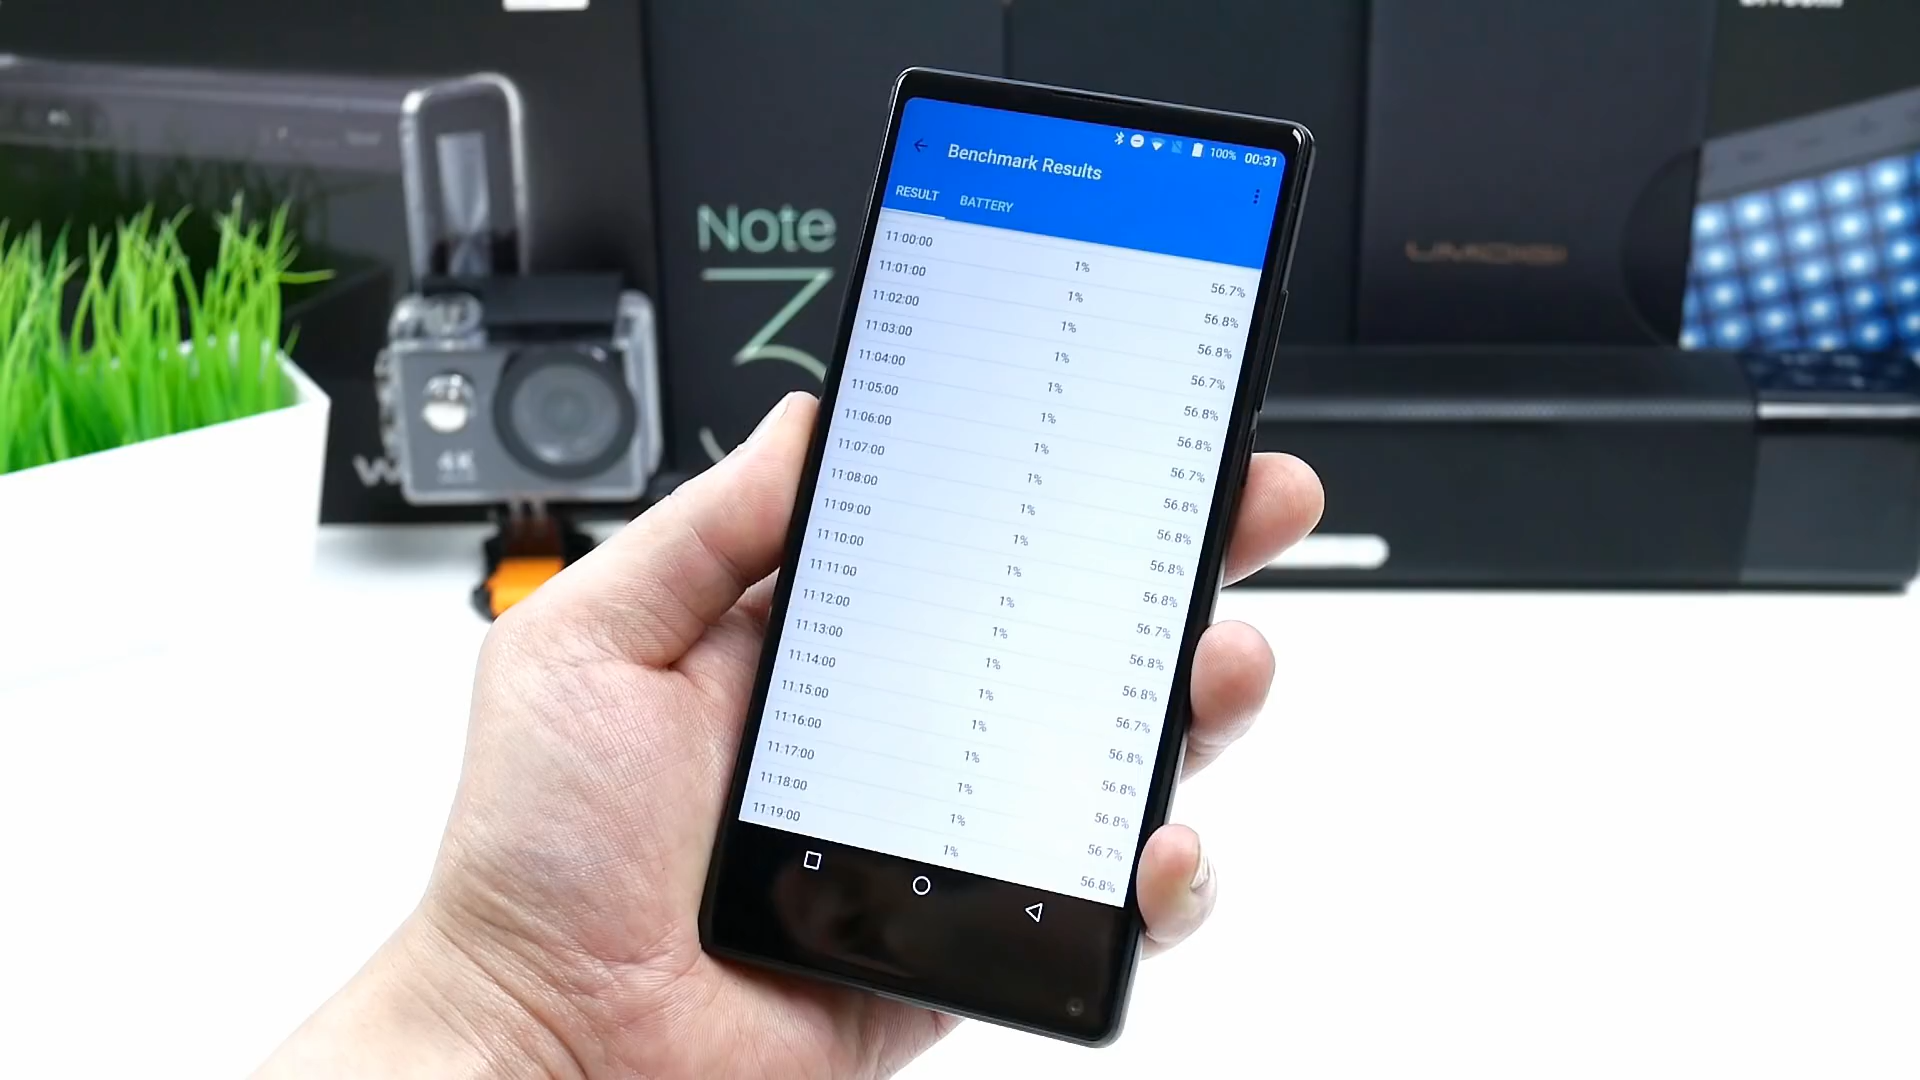 Note
3
4K
UMIDIGI
100% 00:31
Benchmark Results
RESULT BATTERY
11:00:00 1% 56.7%
11:01:00 1% 56.8%
11:02:00 1% 56.8%
11:03:00 1% 56.7%
11:04:00 1% 56.8%
11:05:00 1% 56.8%
11:06:00 1% 56.7%
11:07:00 1% 56.8%
11:08:00 1% 56.8%
11:09:00 1% 56.8%
11:10:00 1% 56.8%
11:11:00 1% 56.7%
11:12:00 1% 56.8%
11:13:00 1% 56.8%
11:14:00 1% 56.7%
11:15:00 1% 56.8%
11:16:00 1% 56.8%
11:17:00 1% 56.8%
11:18:00 1% 56.7%
11:19:00 1% 56.8%